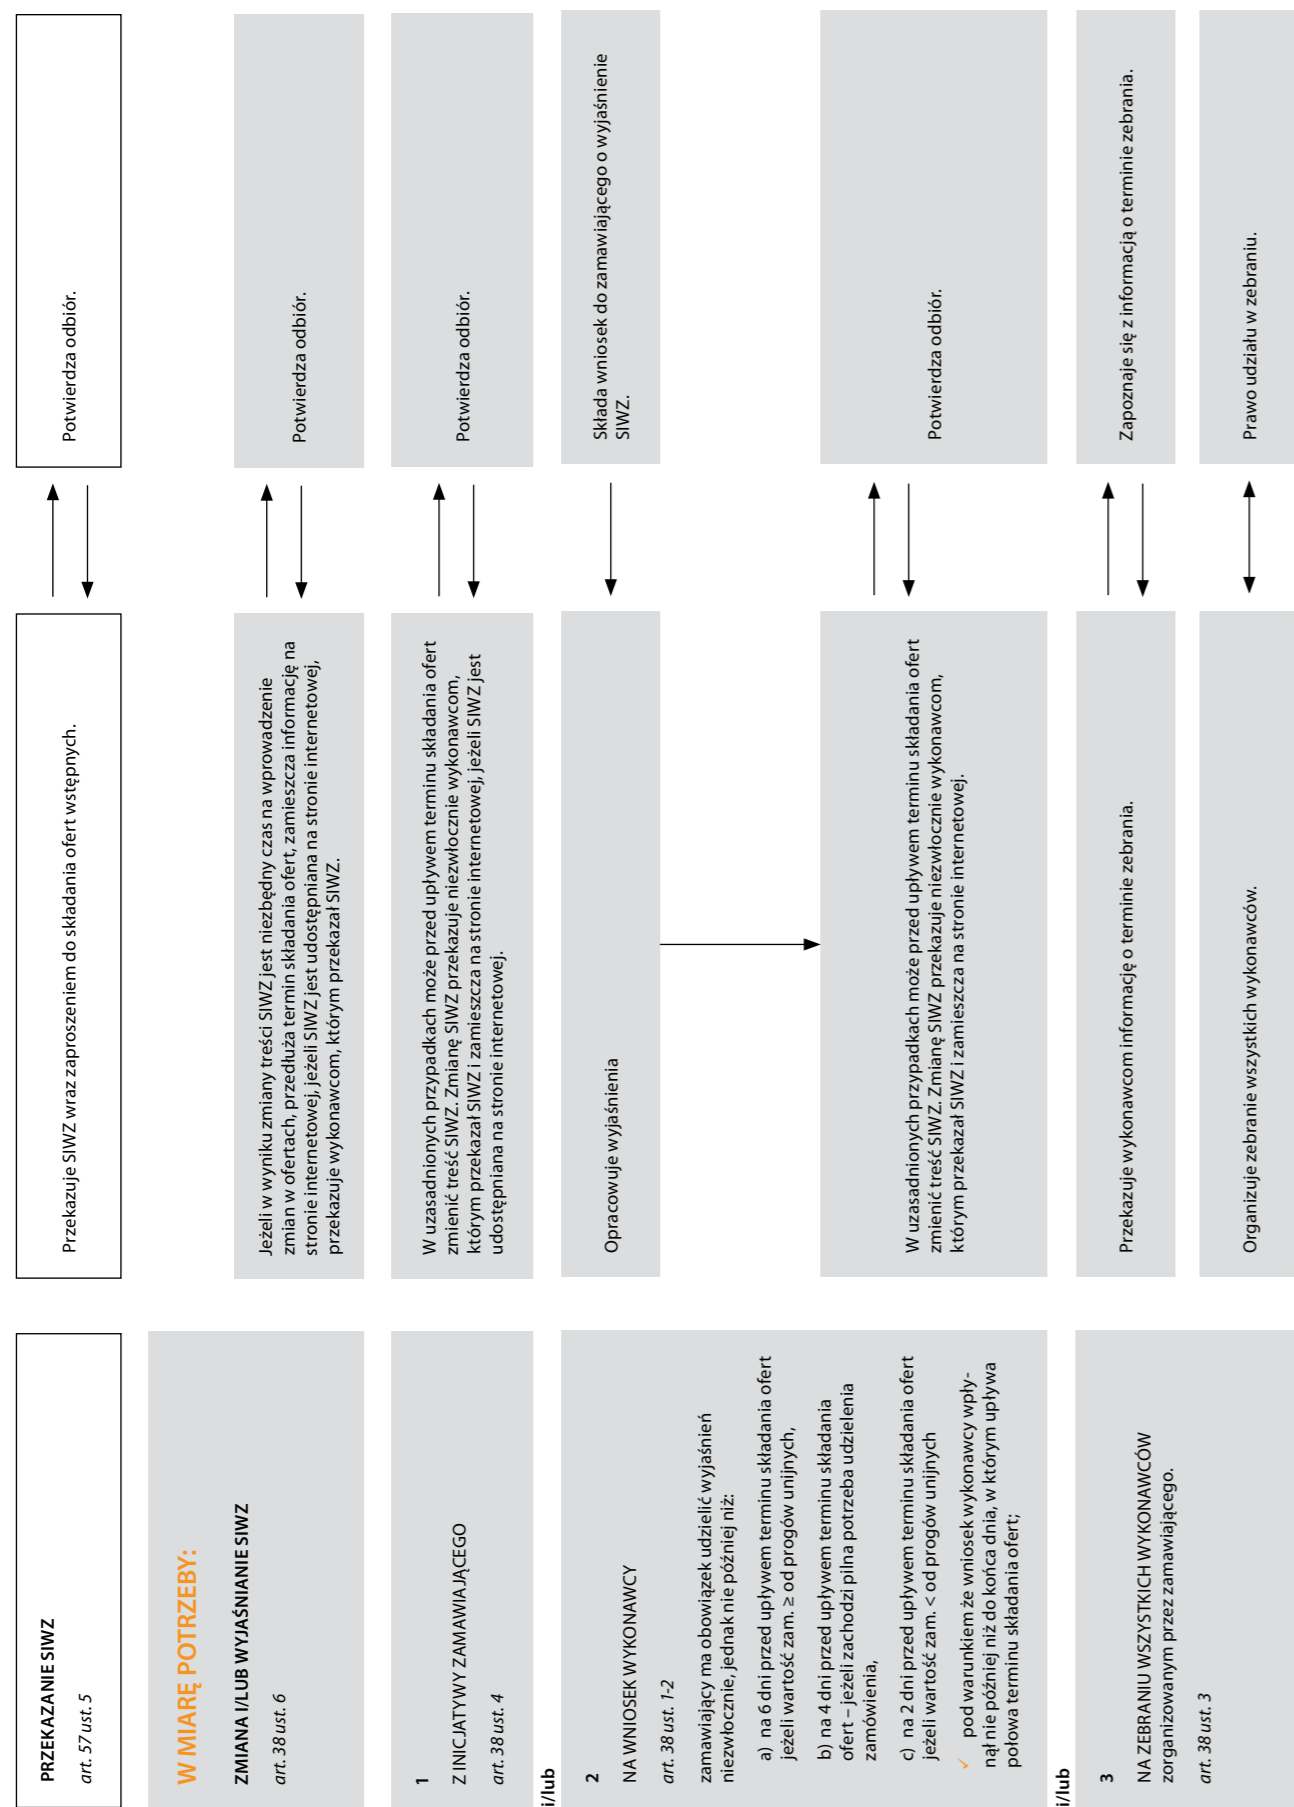 PRZEKAZANIE SIWZ
art. 57 ust. 5
Przekazuje SIWZ wraz zaproszeniem do składania ofert wstępnych.
Potwierdza odbiór.
W MIARĘ POTRZEBY:
ZMIANA I/LUB WYJAŚNIANIE SIWZ
art. 38 ust. 6
Jeżeli w wyniku zmiany treści SIWZ jest niezbędny czas na wprowadzenie
zmian w ofertach, przedłuża termin składania ofert, zamieszcza informację na
stronie internetowej, jeżeli SIWZ jest udostępniana na stronie internetowej,
przekazuje wykonawcom, którym przekazał SIWZ.
Potwierdza odbiór.
1
Z INICJATYWY ZAMAWIAJĄCEGO
art. 38 ust. 4
W uzasadnionych przypadkach może przed upływem terminu składania ofert
zmienić treść SIWZ. Zmianę SIWZ przekazuje niezwłocznie wykonawcom,
którym przekazał SIWZ i zamieszcza na stronie internetowej, jeżeli SIWZ jest
udostępniana na stronie internetowej.
Potwierdza odbiór.
i/lub
2
NA WNIOSEK WYKONAWCY
art. 38 ust. 1-2
zamawiający ma obowiązek udzielić wyjaśnień
niezwłocznie, jednak nie później niż:
a) na 6 dni przed upływem terminu składania ofert
jeżeli wartość zam. ≥ od progów unijnych,
b) na 4 dni przed upływem terminu składania
ofert – jeżeli zachodzi pilna potrzeba udzielenia
zamówienia,
c) na 2 dni przed upływem terminu składania ofert
jeżeli wartość zam. < od progów unijnych
✓ pod warunkiem że wniosek wykonawcy wpły-
nął nie później niż do końca dnia, w którym upływa
połowa terminu składania ofert;
Opracowuje wyjaśnienia
Składa wniosek do zamawiającego o wyjaśnienie
SIWZ.
W uzasadnionych przypadkach może przed upływem terminu składania ofert
zmienić treść SIWZ. Zmianę SIWZ przekazuje niezwłocznie wykonawcom,
którym przekazał SIWZ i zamieszcza na stronie internetowej.
Potwierdza odbiór.
i/lub
3
NA ZEBRANIU WSZYSTKICH WYKONAWCÓW
zorganizowanym przez zamawiającego.
art. 38 ust. 3
Przekazuje wykonawcom informację o terminie zebrania.
Zapoznaje się z informacją o terminie zebrania.
Organizuje zebranie wszystkich wykonawców.
Prawo udziału w zebraniu.